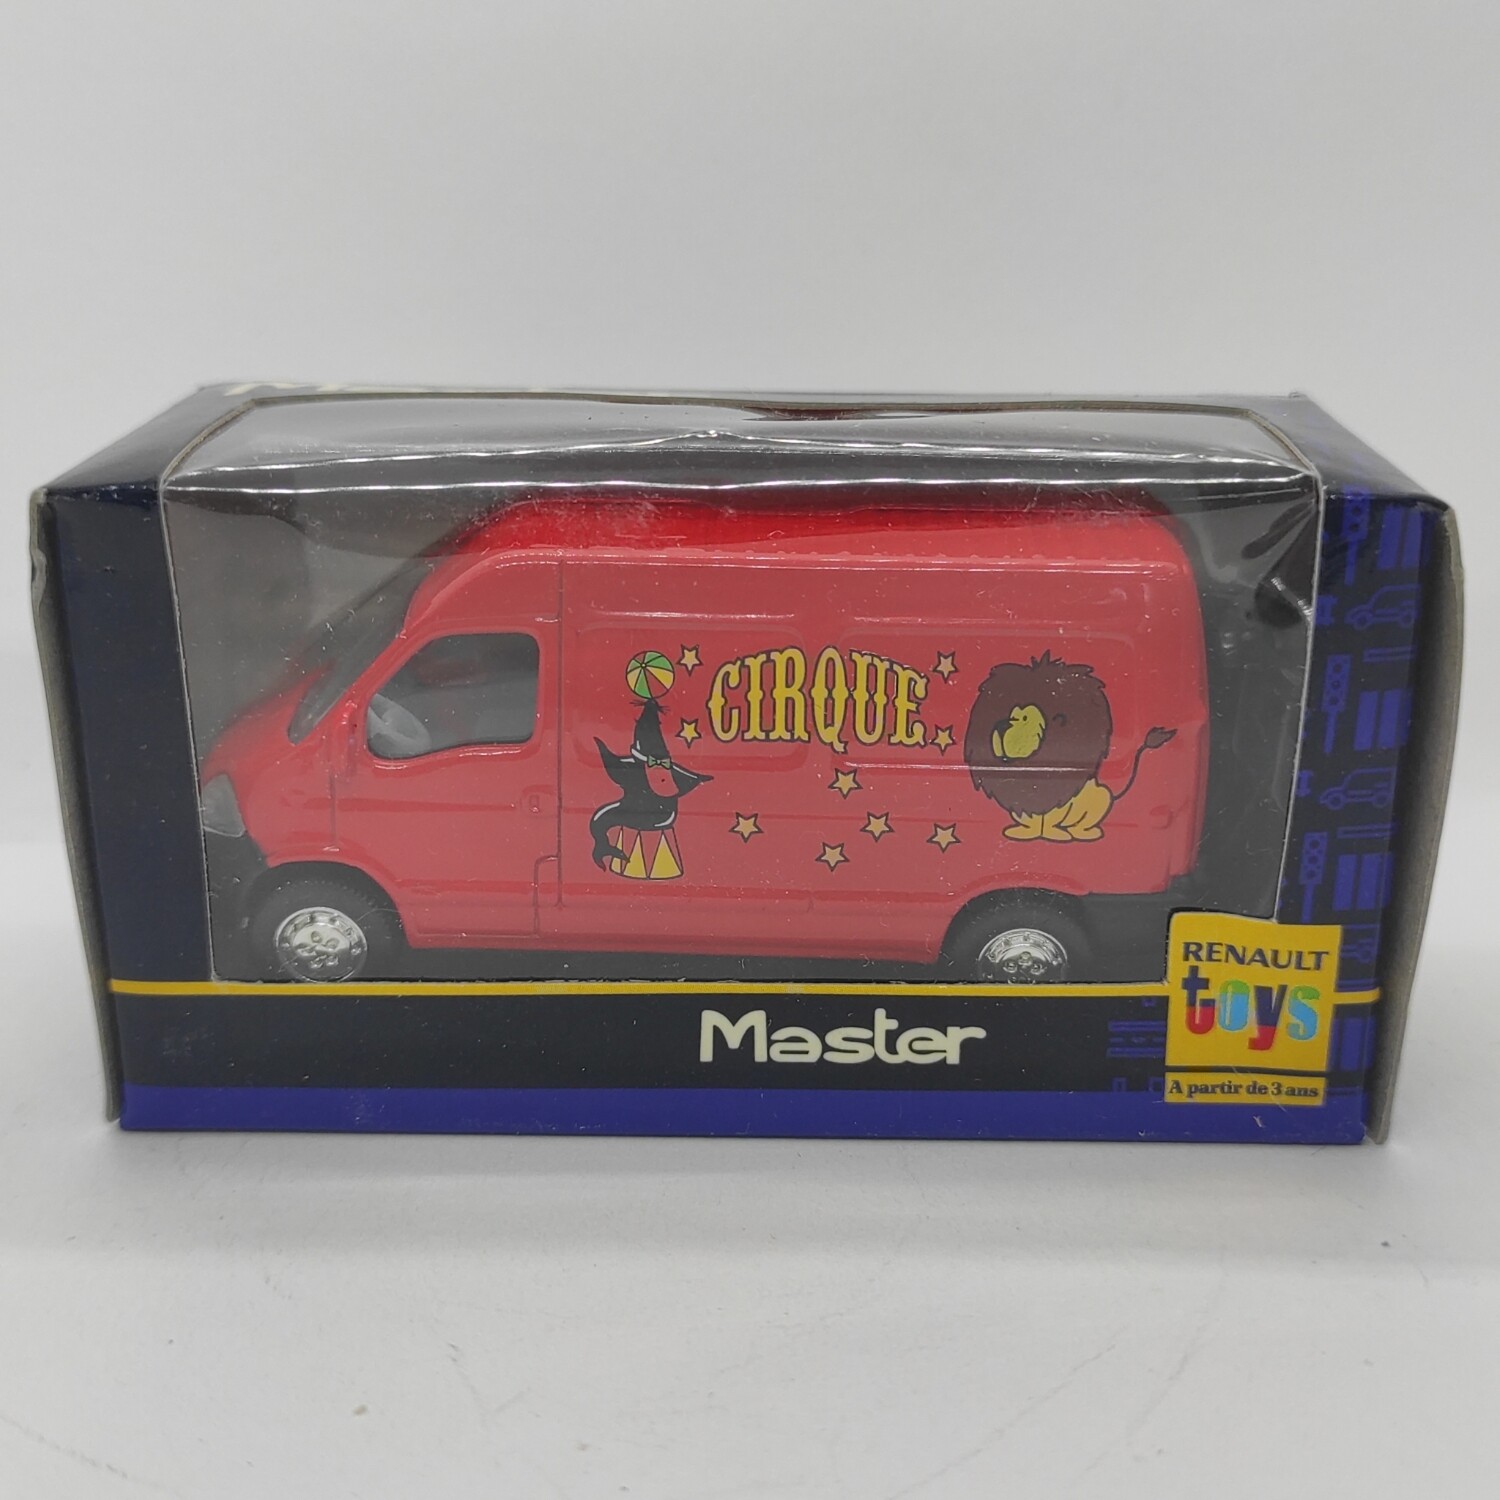 CIRQUE
Master
RENAULT
toys
A partir de 3 ans